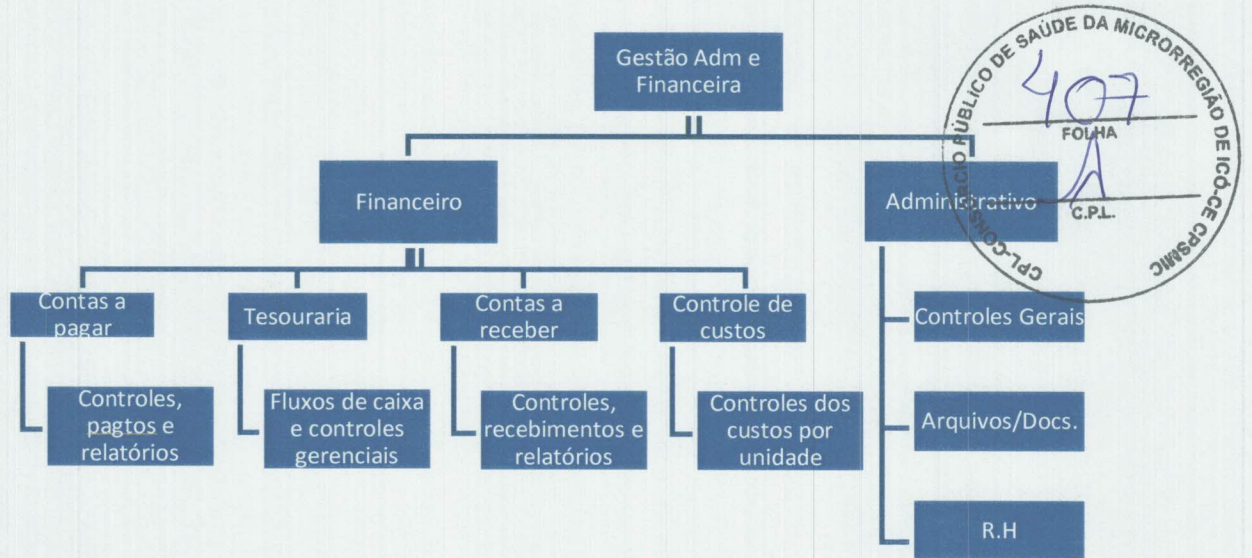 Gestão Adm e
Financeira
CPL-CONSÓRCIO PÚBLICO DE SAÚDE DA MICRORREGIÃO DE ICÓ-CE CPSMIC
407
FOLHA
C.P.L.
Financeiro
Administrativo
Contas a
pagar
Tesouraria
Contas a
receber
Controle de
custos
Controles,
pagtos e
relatórios
Fluxos de caixa
e controles
gerenciais
Controles,
recebimentos e
relatórios
Controles dos
custos por
unidade
Controles Gerais
Arquivos/Docs.
R.H